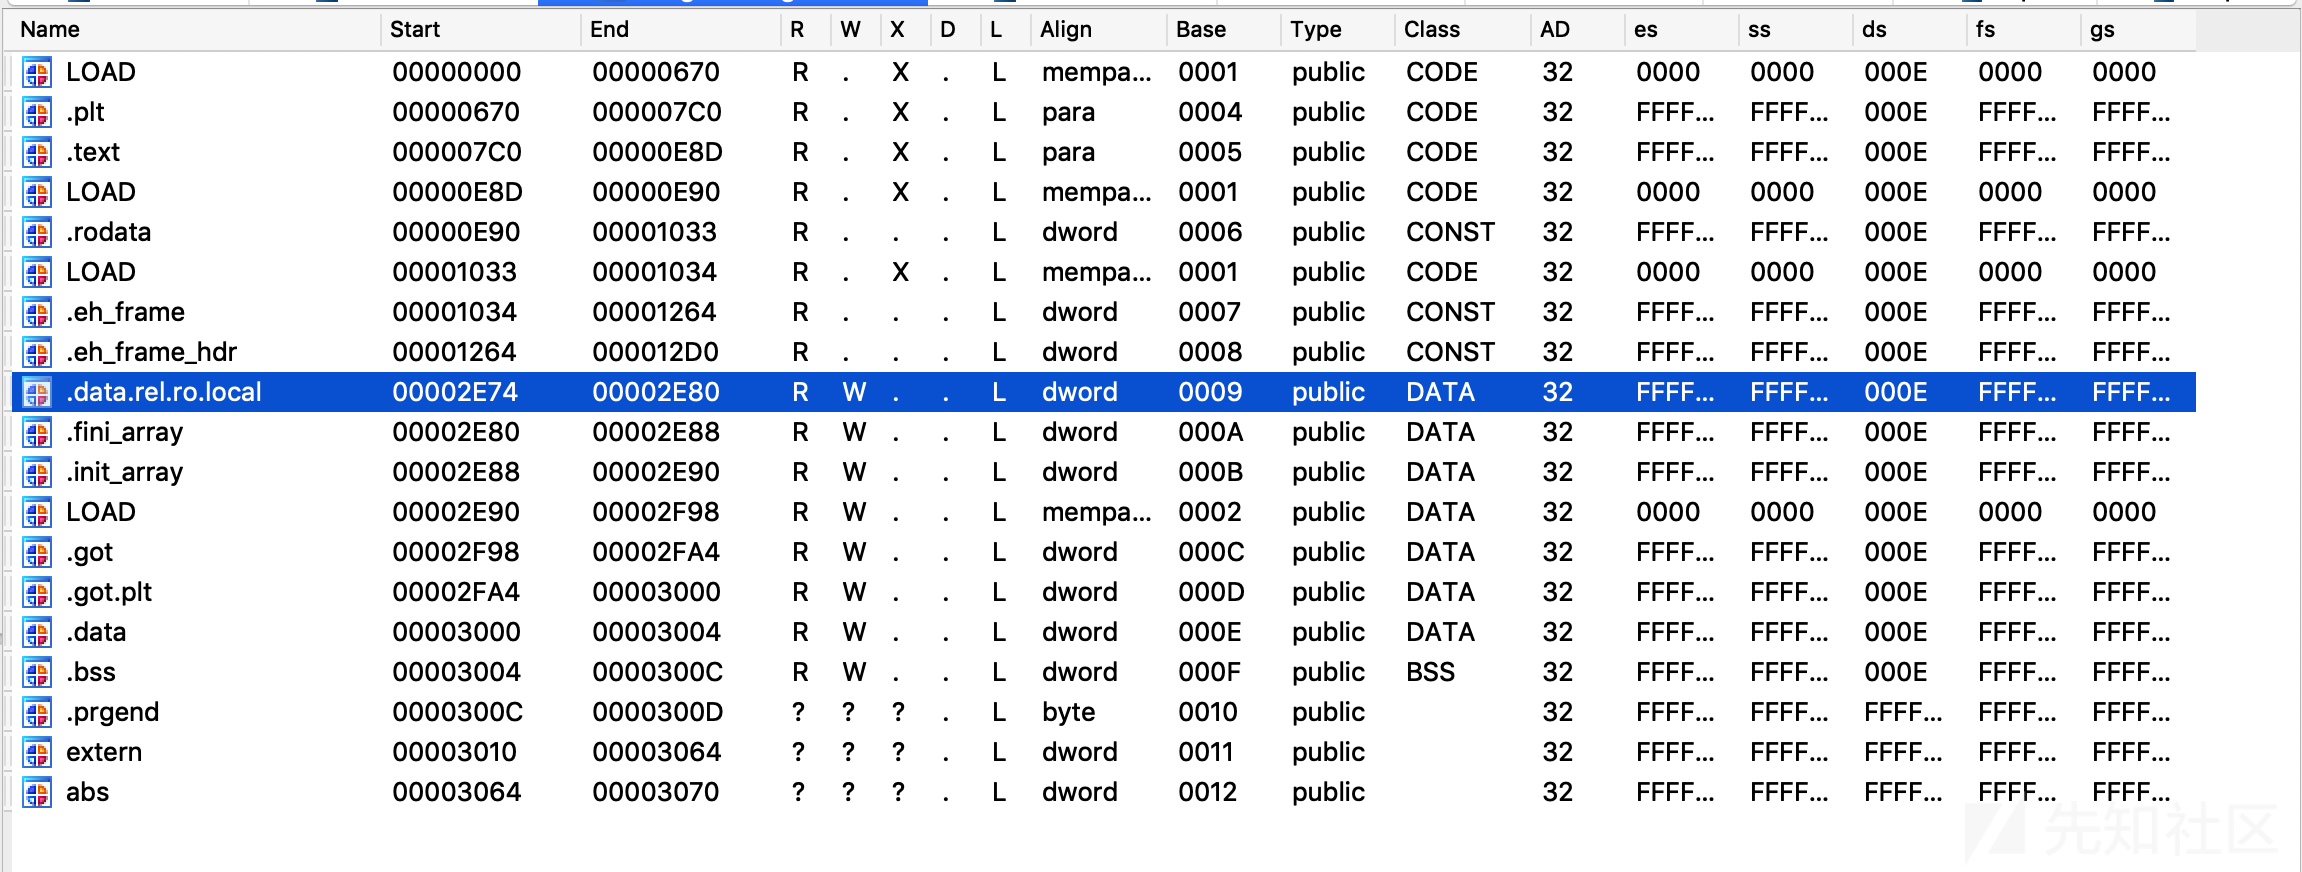 Name Start End R W X D L Align Base Type Class AD es ss ds fs gs
LOAD 00000000 00000670 R . X . L mempa... 0001 public CODE 32 0000 0000 000E 0000 0000
.plt 00000670 000007C0 R . X . L para 0004 public CODE 32 FFFF... FFFF... 000E FFFF... FFFF...
.text 000007C0 00000E8D R . X . L para 0005 public CODE 32 FFFF... FFFF... 000E FFFF... FFFF...
LOAD 00000E8D 00000E90 R . X . L mempa... 0001 public CODE 32 0000 0000 000E 0000 0000
.rodata 00000E90 00001033 R . . . L dword 0006 public CONST 32 FFFF... FFFF... 000E FFFF... FFFF...
LOAD 00001033 00001034 R . X . L mempa... 0001 public CODE 32 0000 0000 000E 0000 0000
.eh_frame 00001034 00001264 R . . . L dword 0007 public CONST 32 FFFF... FFFF... 000E FFFF... FFFF...
.eh_frame_hdr 00001264 000012D0 R . . . L dword 0008 public CONST 32 FFFF... FFFF... 000E FFFF... FFFF...
.data.rel.ro.local 00002E74 00002E80 R W . . L dword 0009 public DATA 32 FFFF... FFFF... 000E FFFF... FFFF...
.fini_array 00002E80 00002E88 R W . . L dword 000A public DATA 32 FFFF... FFFF... 000E FFFF... FFFF...
.init_array 00002E88 00002E90 R W . . L dword 000B public DATA 32 FFFF... FFFF... 000E FFFF... FFFF...
LOAD 00002E90 00002F98 R W . . L mempa... 0002 public DATA 32 0000 0000 000E 0000 0000
.got 00002F98 00002FA4 R W . . L dword 000C public DATA 32 FFFF... FFFF... 000E FFFF... FFFF...
.got.plt 00002FA4 00003000 R W . . L dword 000D public DATA 32 FFFF... FFFF... 000E FFFF... FFFF...
.data 00003000 00003004 R W . . L dword 000E public DATA 32 FFFF... FFFF... 000E FFFF... FFFF...
.bss 00003004 0000300C R W . . L dword 000F public BSS 32 FFFF... FFFF... 000E FFFF... FFFF...
.prgend 0000300C 0000300D ? ? ? . L byte 0010 public 32 FFFF... FFFF... FFFF... FFFF... FFFF...
extern 00003010 00003064 ? ? ? . L dword 0011 public 32 FFFF... FFFF... FFFF... FFFF... FFFF...
abs 00003064 00003070 ? ? ? . L dword 0012 public 32 FFFF... FFFF... FFFF... FFFF... FFFF...
先知社区